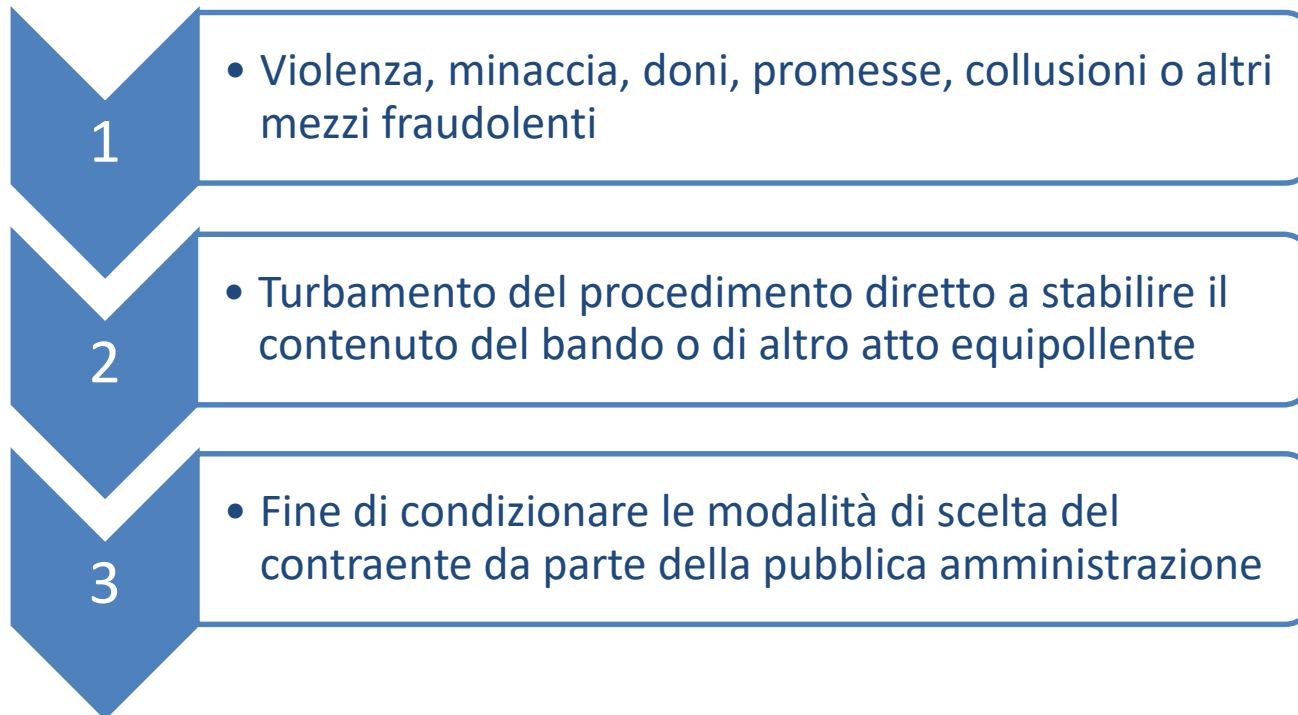 1
• Violenza, minaccia, doni, promesse, collusioni o altri
mezzi fraudolenti
2
• Turbamento del procedimento diretto a stabilire il
contenuto del bando o di altro atto equipollente
3
• Fine di condizionare le modalità di scelta del
contraente da parte della pubblica amministrazione